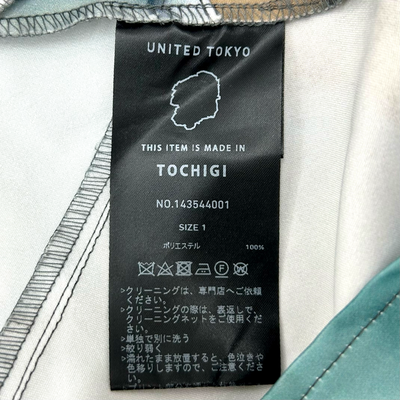 UNITED TOKYO
THIS ITEM IS MADE IN
TOCHIGI
NO.143544001
SIZE 1
ポリエステル 100%
>クリーニングは、専門店へご依頼
ください。
>クリーニングの際は、裏返しで、
クリーニングネットをご使用くだ
さい。
>単独で別に洗う
>絞り弱く
>濡れたまま放置すると、色泣きや
色移りしますので、ご注意くださ
い。